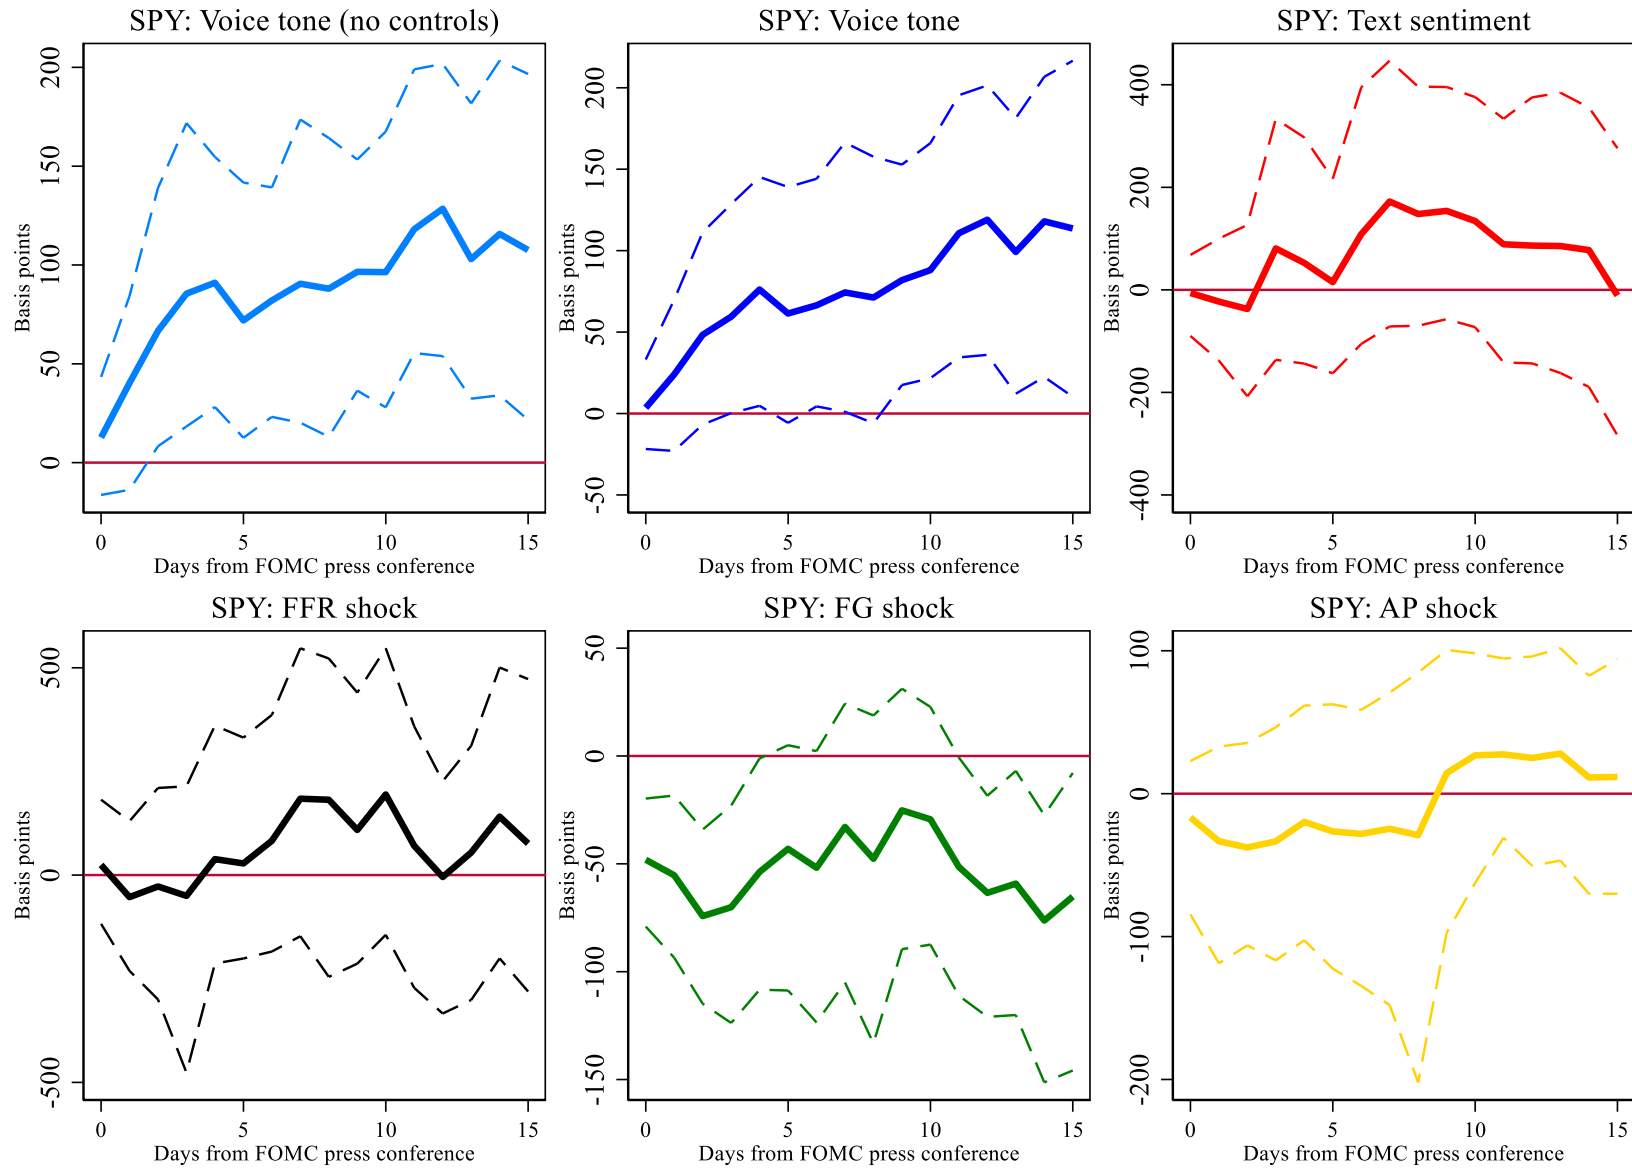 SPY: Voice tone (no controls)
200
150
100
50
0
Basis points
0 5 10 15
Days from FOMC press conference
SPY: Voice tone
200
150
100
50
0
-50
Basis points
0 5 10 15
Days from FOMC press conference
SPY: Text sentiment
400
200
0
-200
-400
Basis points
0 5 10 15
Days from FOMC press conference
SPY: FFR shock
500
0
-500
Basis points
0 5 10 15
Days from FOMC press conference
SPY: FG shock
50
0
-50
-100
-150
Basis points
0 5 10 15
Days from FOMC press conference
SPY: AP shock
100
0
-100
-200
Basis points
0 5 10 15
Days from FOMC press conference